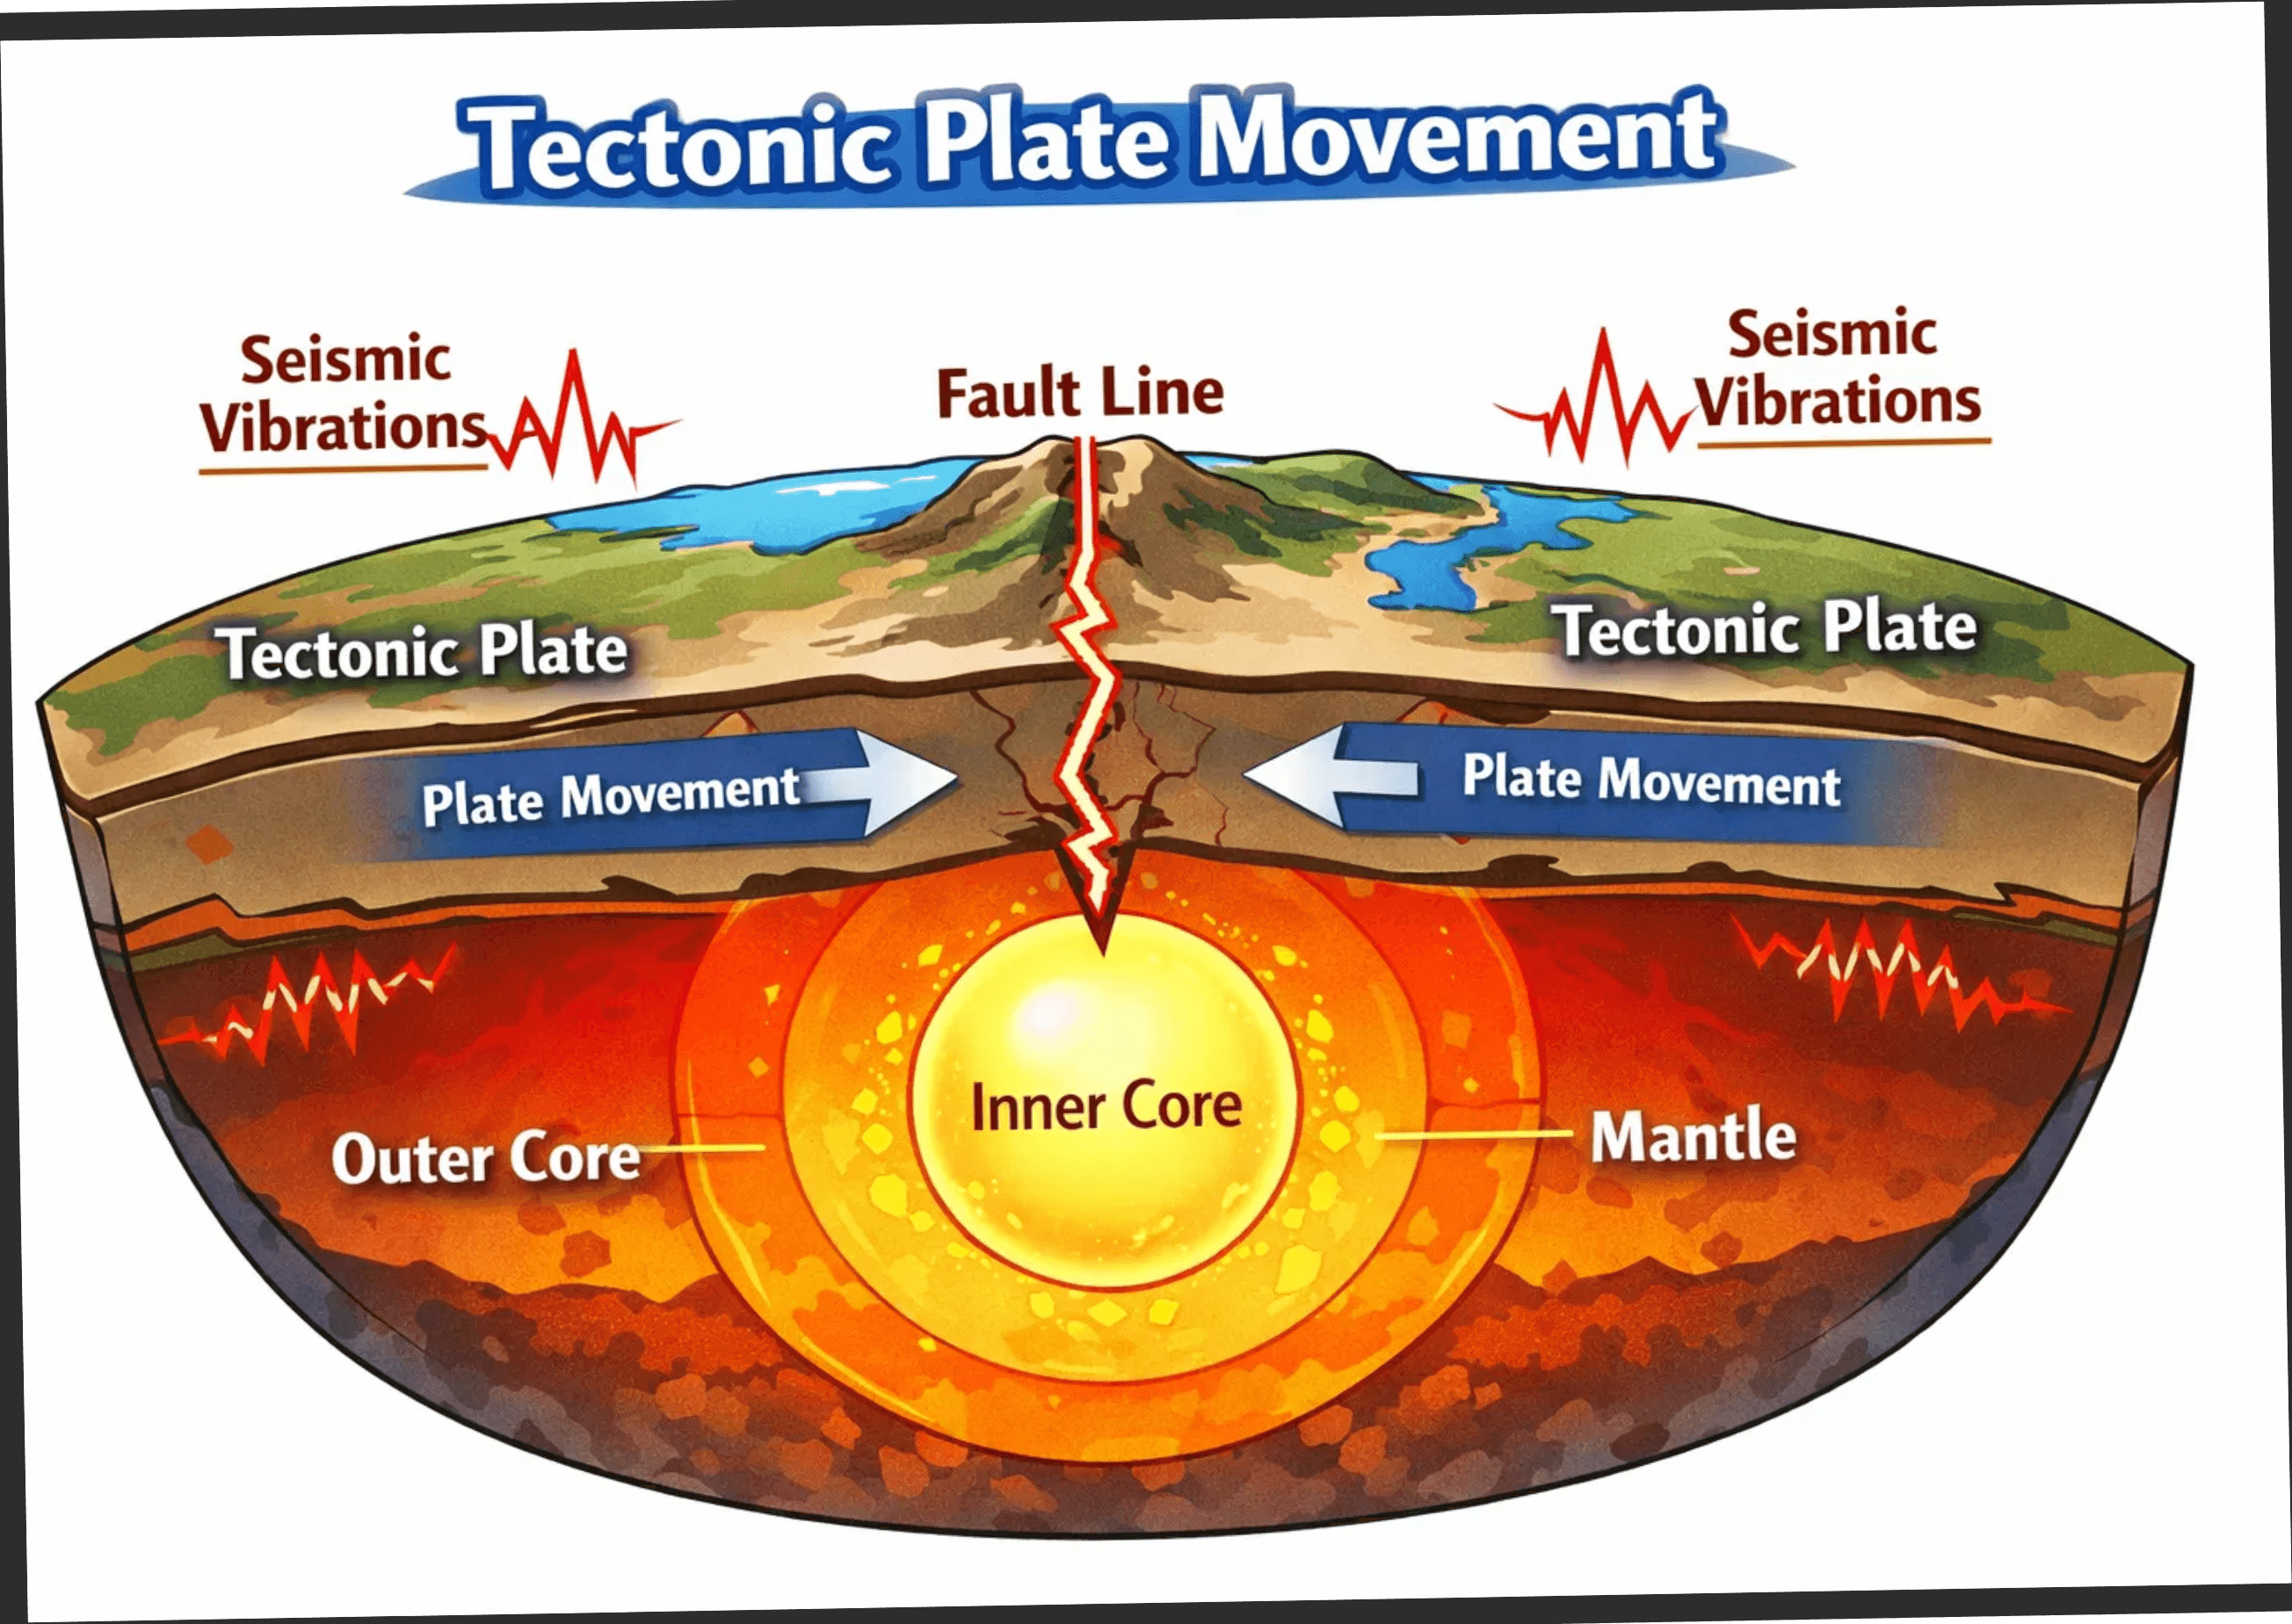 Tectonic Plate Movement
Seismic
Vibrations
Fault Line
Seismic
Vibrations
Tectonic Plate
Tectonic Plate
Plate Movement
Plate Movement
Inner Core
Outer Core
Mantle